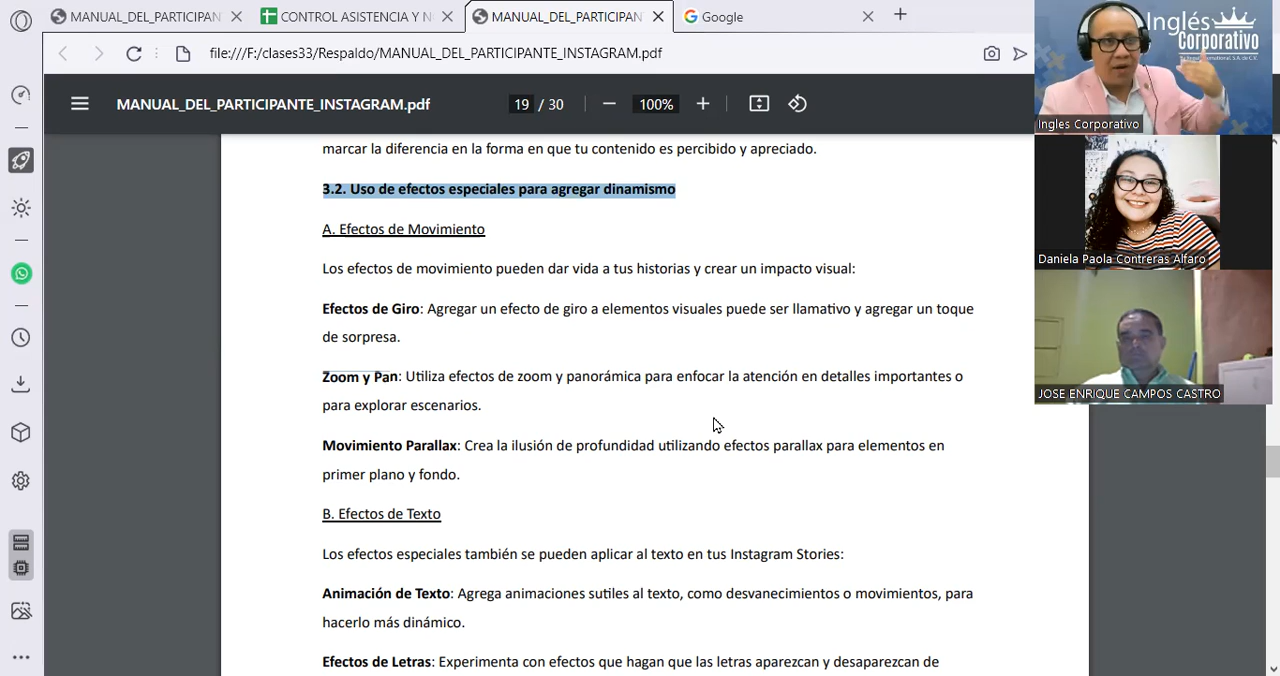 MANUAL_DEL_PARTICIPAN
CONTROL ASISTENCIA Y N
MANUAL_DEL_PARTICIPAN
Google
file:///F:/clases33/Respaldo/MANUAL_DEL_PARTICIPANTE_INSTAGRAM.pdf
MANUAL_DEL_PARTICIPANTE_INSTAGRAM.pdf
19 / 30
100%
marcar la diferencia en la forma en que tu contenido es percibido y apreciado.
3.2. Uso de efectos especiales para agregar dinamismo
A. Efectos de Movimiento
Los efectos de movimiento pueden dar vida a tus historias y crear un impacto visual:
Efectos de Giro: Agregar un efecto de giro a elementos visuales puede ser llamativo y agregar un toque
de sorpresa.
Zoom y Pan: Utiliza efectos de zoom y panorámica para enfocar la atención en detalles importantes o
para explorar escenarios.
Movimiento Parallax: Crea la ilusión de profundidad utilizando efectos parallax para elementos en
primer plano y fondo.
B. Efectos de Texto
Los efectos especiales también se pueden aplicar al texto en tus Instagram Stories:
Animación de Texto: Agrega animaciones sutiles al texto, como desvanecimientos o movimientos, para
hacerlo más dinámico.
Efectos de Letras: Experimenta con efectos que hagan que las letras aparezcan y desaparezcan de
Inglés
Corporativo
S.A. de C.V.
Ingles Corporativo
Daniela Paola Contreras Alfaro
JOSE ENRIQUE CAMPOS CASTRO